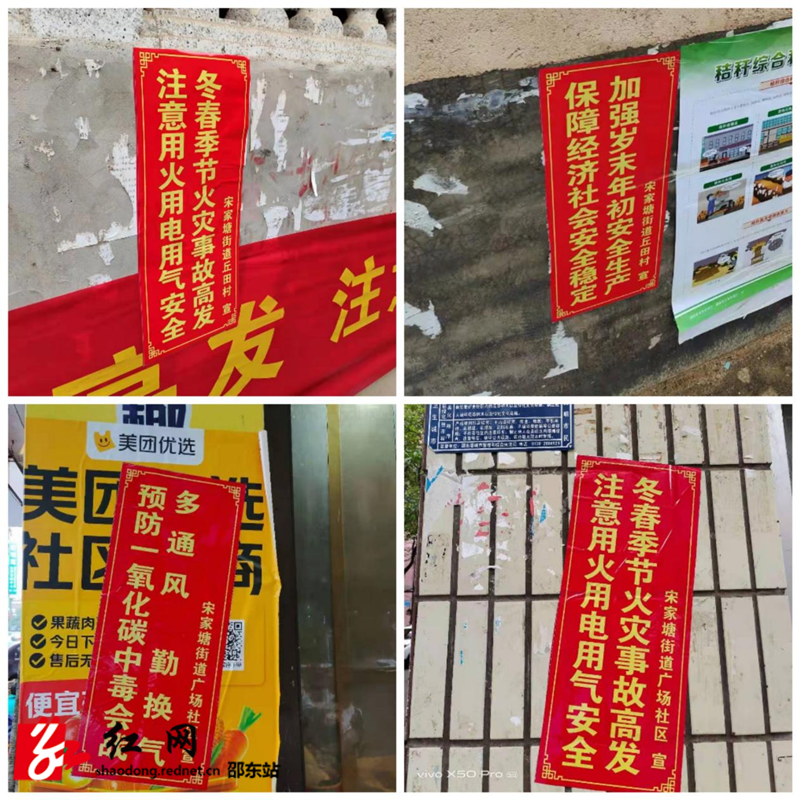 冬春季节火灾事故高发
注意用火用电用气安全
宋家塘街道丘田村 宣
高发 注
加强岁末年初安全生产
保障经济社会安全稳定
宋家塘街道丘田村 宣
秸秆综合
美团优选
美团 选
社区 商
果蔬肉
今日下
售后无
便宜
多通风 勤换气
预防一氧化碳中毒
宋家塘街道广场社区
冬春季节火灾事故高发
注意用火用电用气安全
宋家塘街道广场社区 宣
红网
shaodong.rednet.cn 邵东站
vivo X50 Pro